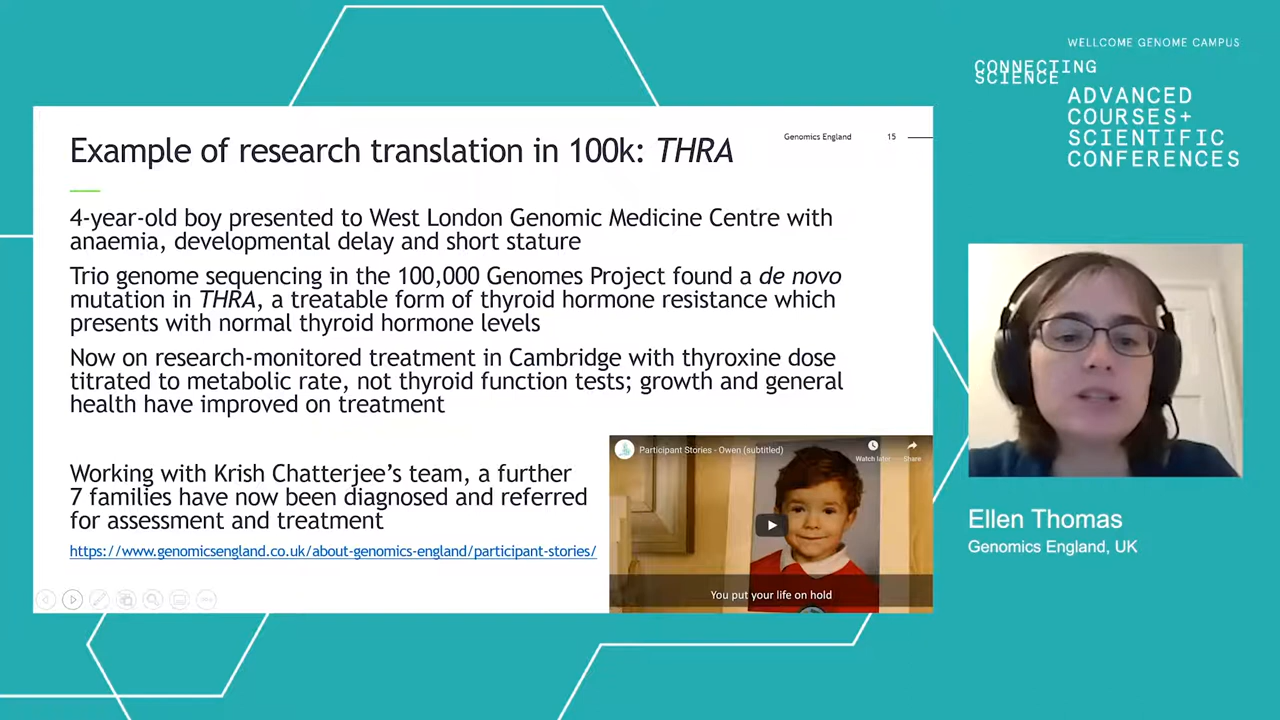 WELLCOME GENOME CAMPUS
CONNECTING
SCIENCE
ADVANCED
COURSES+
SCIENTIFIC
CONFERENCES
Genomics England 15
Example of research translation in 100k: THRA
4-year-old boy presented to West London Genomic Medicine Centre with
anaemia, developmental delay and short stature
Trio genome sequencing in the 100,000 Genomes Project found a de novo
mutation in THRA, a treatable form of thyroid hormone resistance which
presents with normal thyroid hormone levels
Now on research-monitored treatment in Cambridge with thyroxine dose
titrated to metabolic rate, not thyroid function tests; growth and general
health have improved on treatment
Working with Krish Chatterjee’s team, a further
7 families have now been diagnosed and referred
for assessment and treatment
https://www.genomicsengland.co.uk/about-genomics-england/participant-stories/
Participant Stories - Owen (subtitled)
Watch later Share
You put your life on hold
Ellen Thomas
Genomics England, UK